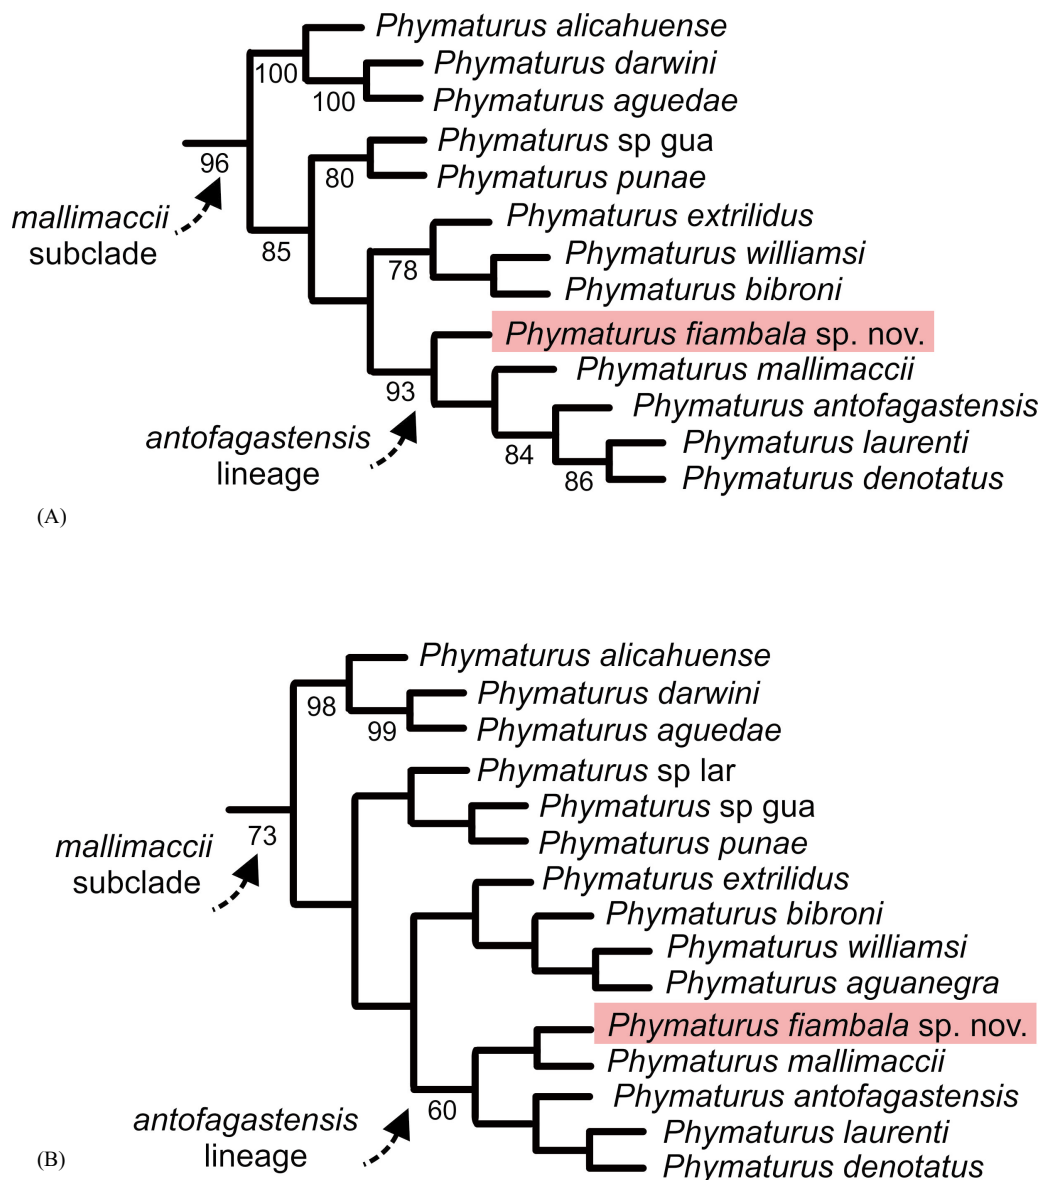 Phymaturus alicahuense
Phymaturus darwini
100
100
Phymaturus aguedae
Phymaturus sp gua
96
80
Phymaturus punae
mallimaccii
subclade
Phymaturus extrilidus
85
Phymaturus williamsi
78
Phymaturus bibroni
Phymaturus fiambala sp. nov.
Phymaturus mallimaccii
93
Phymaturus antofagastensis
antofagastensis
lineage
Phymaturus laurenti
84
86
Phymaturus denotatus
(A)
Phymaturus alicahuense
Phymaturus darwini
98
99
Phymaturus aguedae
Phymaturus sp lar
Phymaturus sp gua
73
Phymaturus punae
mallimaccii
subclade
Phymaturus extrilidus
Phymaturus bibroni
Phymaturus williamsi
Phymaturus aguanegra
Phymaturus fiambala sp. nov.
Phymaturus mallimaccii
Phymaturus antofagastensis
60
antofagastensis
lineage
Phymaturus laurenti
Phymaturus denotatus
(B)